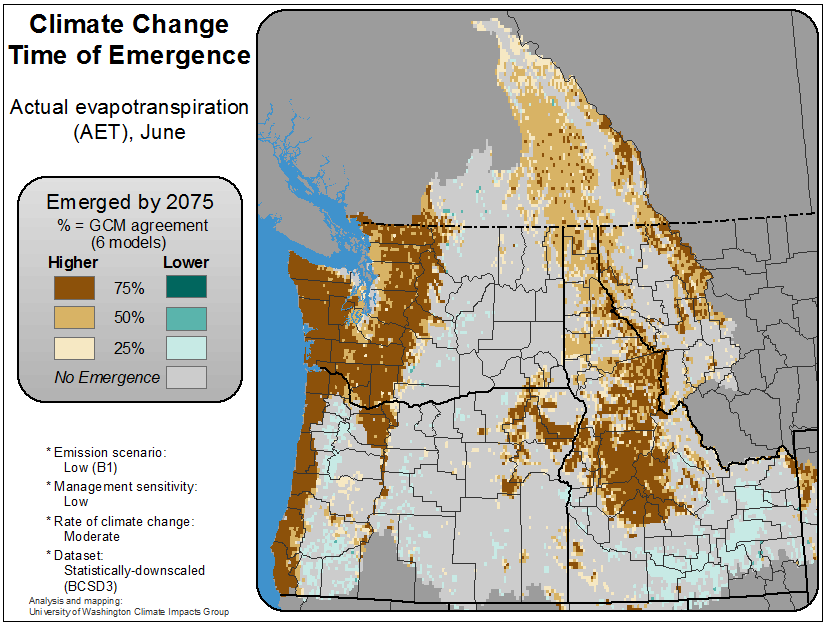 Climate Change
Time of Emergence
Actual evapotranspiration
(AET), June
Emerged by 2075
% = GCM agreement
(6 models)
Higher Lower
75%
50%
25%
No Emergence
* Emission scenario:
Low (B1)
* Management sensitivity:
Low
* Rate of climate change:
Moderate
* Dataset:
Statistically-downscaled
(BCSD3)
Analysis and mapping:
University of Washington Climate Impacts Group